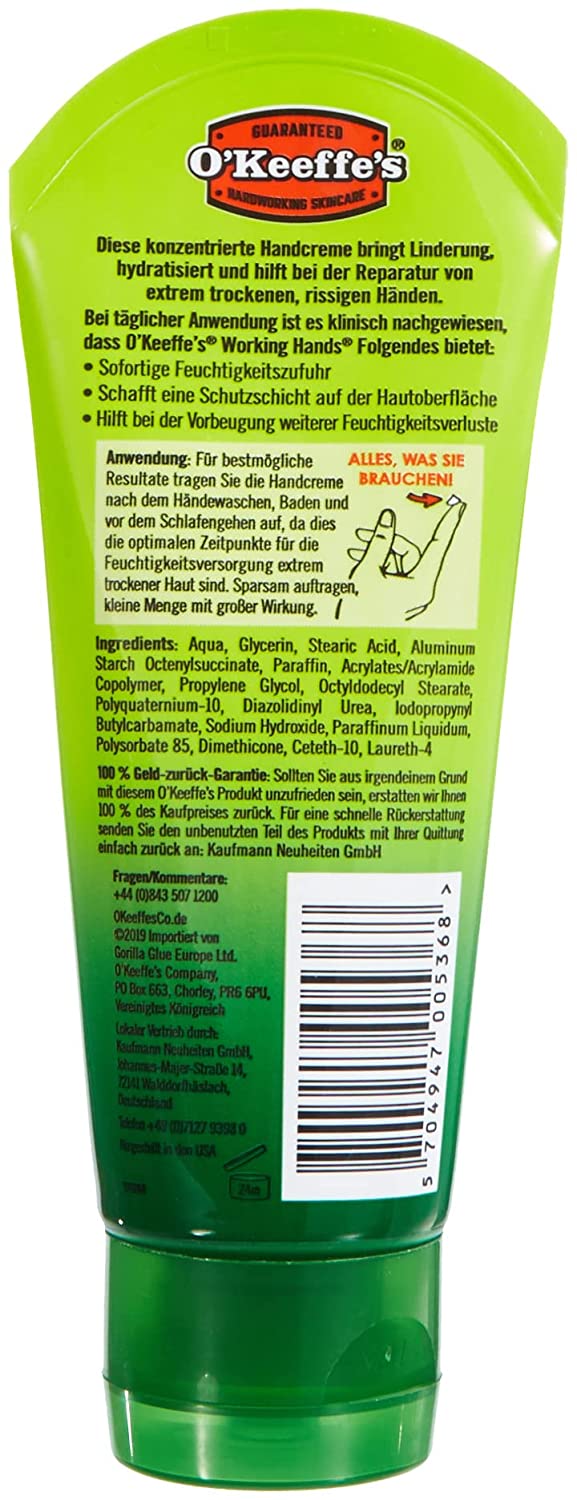 GUARANTEED
O'Keeffe's®
HARDWORKING SKINCARE
Diese konzentrierte Handcreme bringt Linderung,
hydratisiert und hilft bei der Reparatur von
extrem trockenen, rissigen Händen.
Bei täglicher Anwendung ist es klinisch nachgewiesen,
dass O'Keeffe's® Working Hands® Folgendes bietet:
• Sofortige Feuchtigkeitszufuhr
• Schafft eine Schutzschicht auf der Hautoberfläche
• Hilft bei der Vorbeugung weiterer Feuchtigkeitsverluste
Anwendung: Für bestmögliche
Resultate tragen Sie die Handcreme
nach dem Händewaschen, Baden und
vor dem Schlafengehen auf, da dies
die optimalen Zeitpunkte für die
Feuchtigkeitsversorgung extrem
trockener Haut sind. Sparsam auftragen,
kleine Menge mit großer Wirkung.
ALLES, WAS SIE
BRAUCHEN!
Ingredients: Aqua, Glycerin, Stearic Acid, Aluminum
Starch Octenylsuccinate, Paraffin, Acrylates/Acrylamide
Copolymer, Propylene Glycol, Octyldodecyl Stearate,
Polyquaternium-10, Diazolidinyl Urea, Iodopropynyl
Butylcarbamate, Sodium Hydroxide, Paraffinum Liquidum,
Polysorbate 85, Dimethicone, Ceteth-10, Laureth-4
100 % Geld-zurück-Garantie: Sollten Sie aus irgendeinem Grund
mit diesem O'Keeffe's Produkt unzufrieden sein, erstatten wir Ihnen
100 % des Kaufpreises zurück. Für eine schnelle Rückerstattung
senden Sie den unbenutzten Teil des Produkts mit Ihrer Quittung
einfach zurück an: Kaufmann Neuheiten GmbH
Fragen/Kommentare:
+44 (0)843 507 1200
OKeeffesCo.de
©2019 Importiert von
Gorilla Glue Europe Ltd.
O'Keeffe's Company,
PO Box 663, Chorley, PR6 6PU,
Vereinigtes Königreich
Lokaler Vertrieb durch:
Kaufmann Neuheiten GmbH,
Johannes-Majer-Straße 14,
72141 Walddorfhäslach,
Deutschland
Telefon +49 (0)7127 9398 0
Hergestellt in den USA
24M
5 704947 005368 >